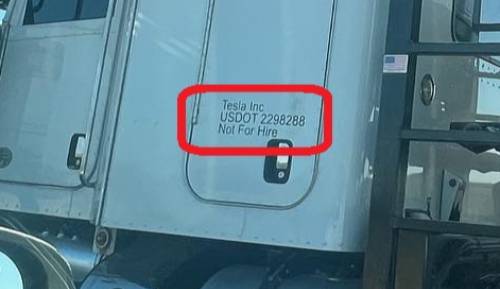 Tesla Inc
USDOT 2298288
Not For Hire